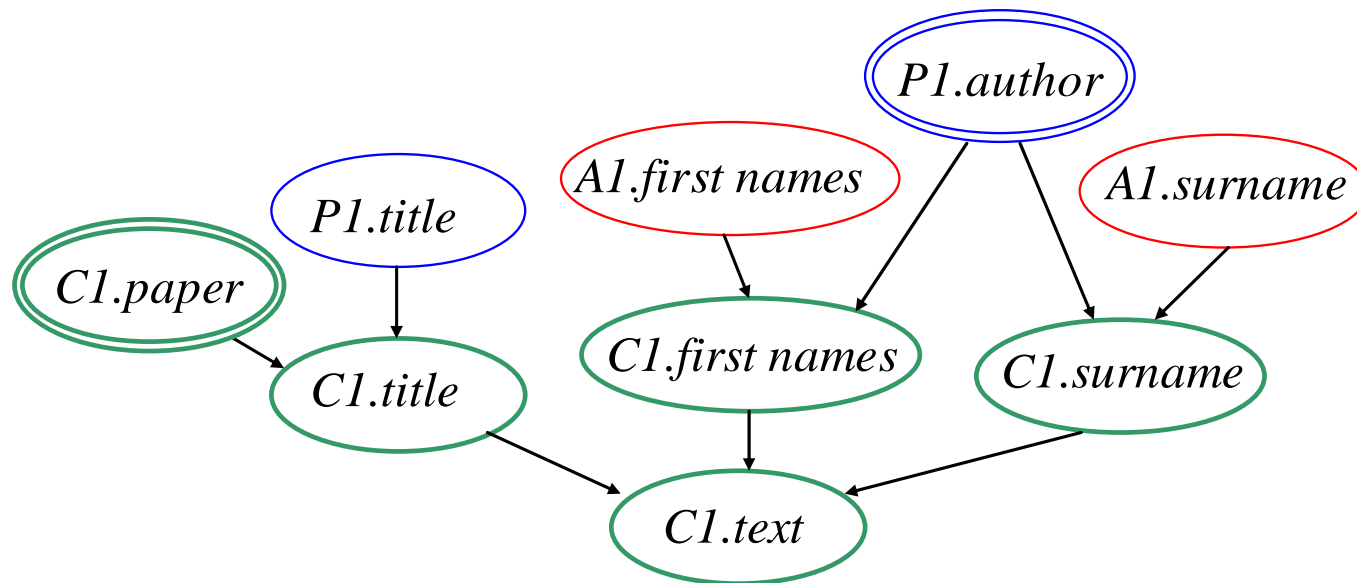 P1.author
A1.first names
A1.surname
P1.title
C1.paper
C1.first names
C1.surname
C1.title
C1.text